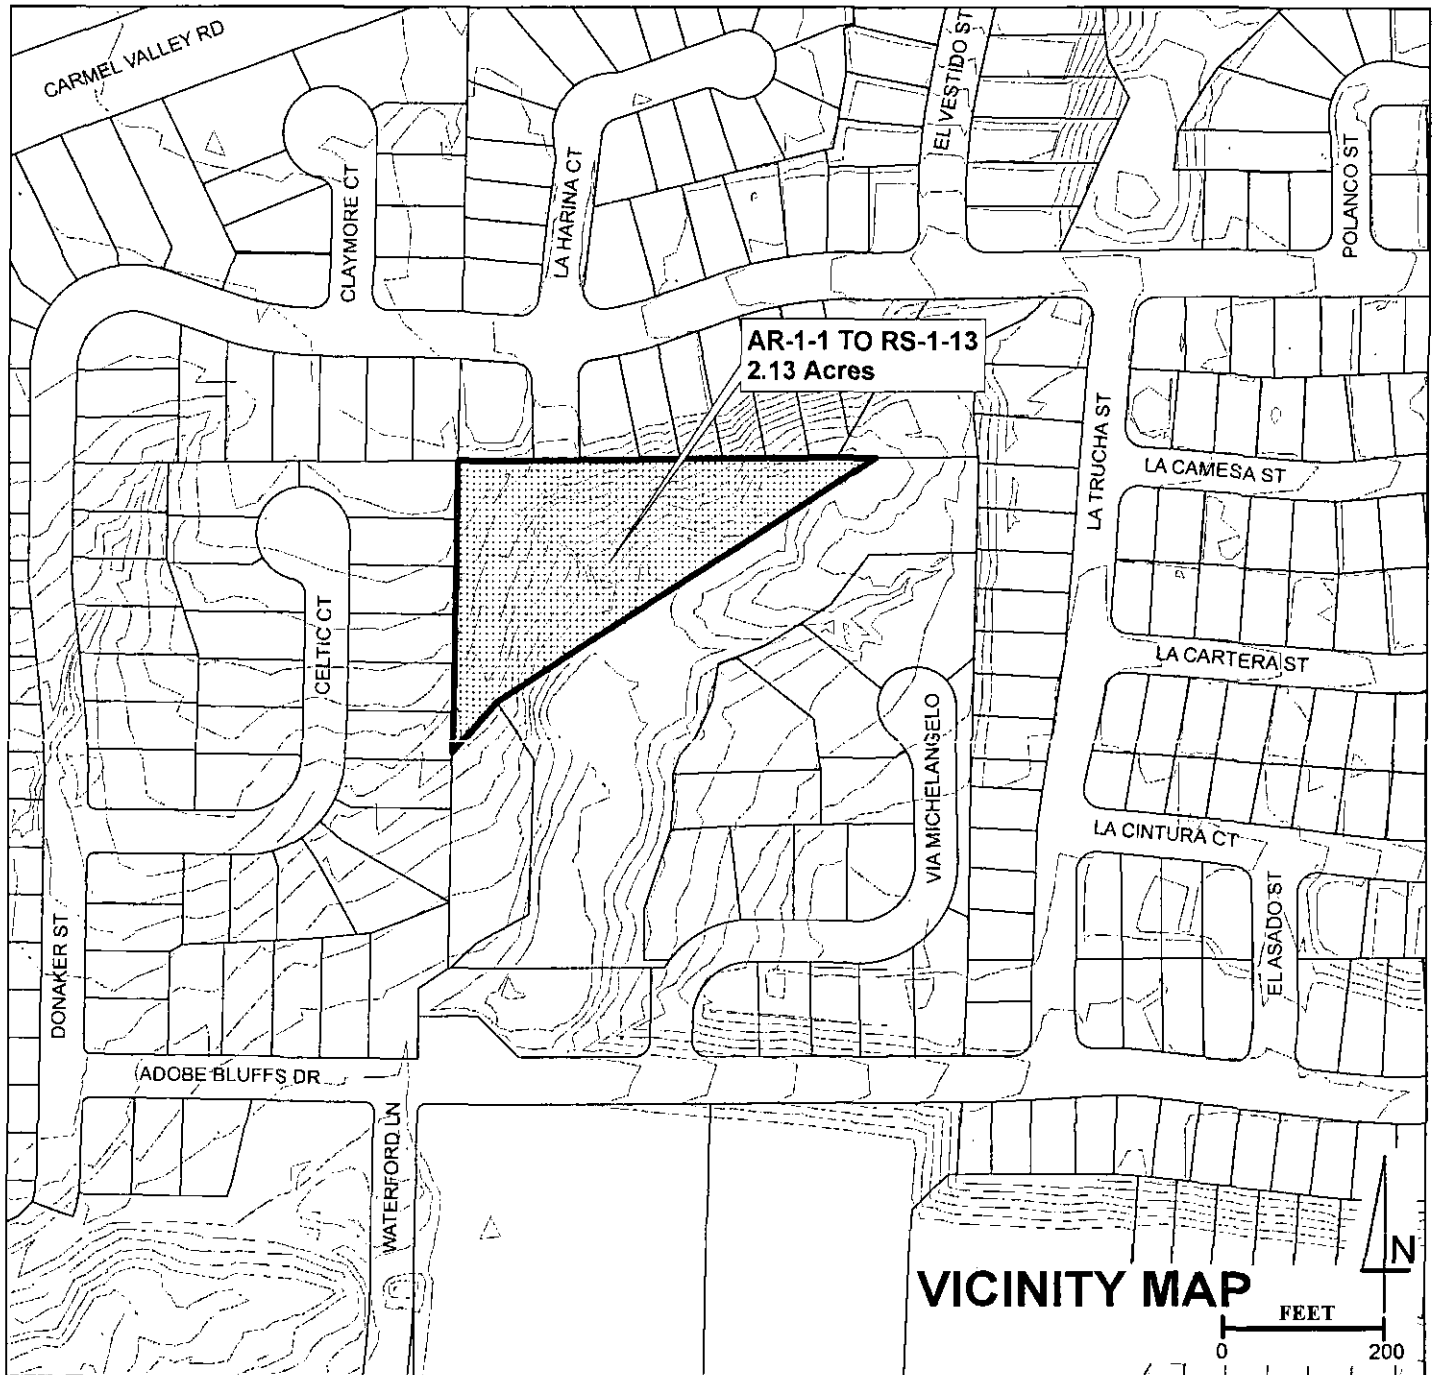 CARMEL VALLEY RD
EL VESTIDO ST
CLAYMORE CT
LA HARINA CT
POLANCO ST
AR-1-1 TO RS-1-13
2.13 Acres
LA TRUCHA ST
LA CAMESA ST
CELTIC CT
LA CARTERA ST
VIA MICHELANGELO
LA CINTURA CT
DONAKER ST
EL ASADO ST
ADOBE BLUFFS DR
WATERFORD LN
N
VICINITY MAP
FEET
0 200